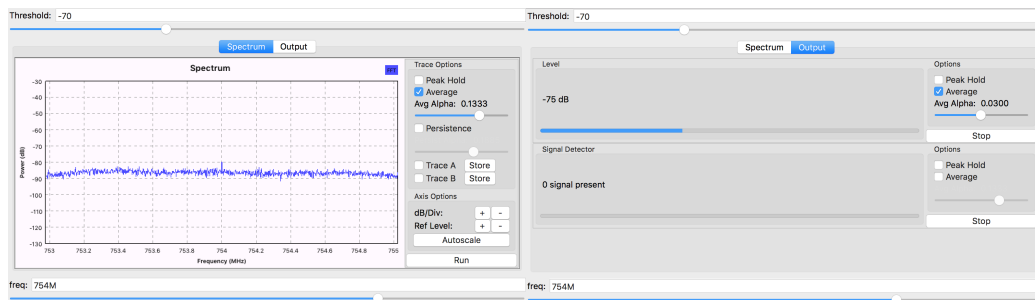 Threshold: -70
Spectrum Output
Spectrum
FFT
Power (dB)
-30
-40
-50
-60
-70
-80
-90
-100
-110
-120
-130
753 753.2 753.4 753.6 753.8 754 754.2 754.4 754.6 754.8 755
Frequency (MHz)
Trace Options
Peak Hold
Average
Avg Alpha: 0.1333
Persistence
Trace A Store
Trace B Store
Axis Options
dB/Div: + -
Ref Level: + -
Autoscale
Run
freq: 754M
Threshold: -70
Spectrum Output
Level
-75 dB
Options
Peak Hold
Average
Avg Alpha: 0.0300
Stop
Signal Detector
0 signal present
Options
Peak Hold
Average
Stop
freq: 754M